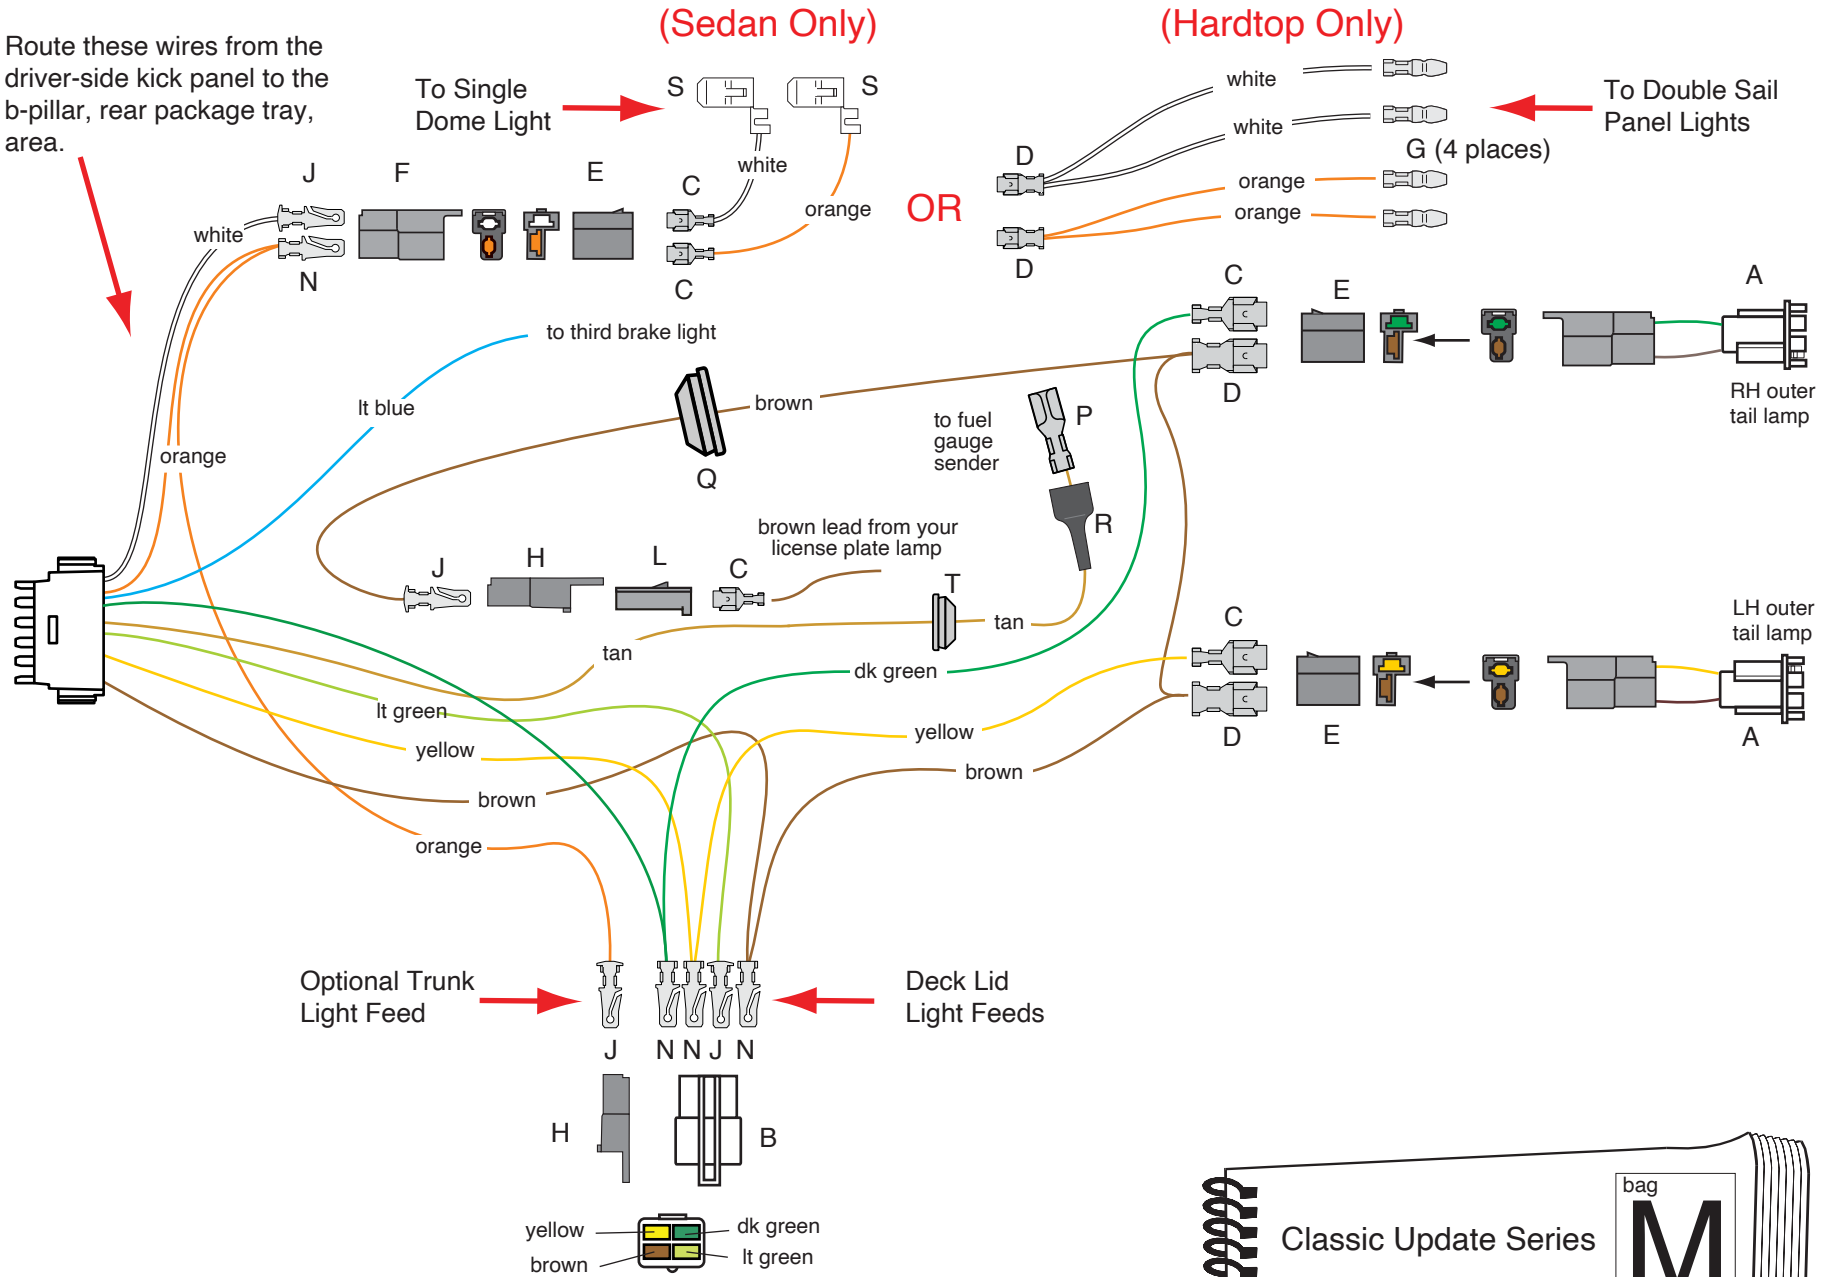 (Sedan Only)
(Hardtop Only)
Route these wires from the
driver-side kick panel to the
b-pillar, rear package tray,
area.
To Single
Dome Light
S
S
white
white
To Double Sail
Panel Lights
G (4 places)
J
F
E
C
white
D
orange
orange
OR
orange
white
N
C
D
C
E
A
to third brake light
RH outer
tail lamp
lt blue
brown
D
P
to fuel
gauge
sender
orange
Q
R
brown lead from your
license plate lamp
J
H
L
C
T
tan
C
LH outer
tail lamp
tan
dk green
lt green
yellow
yellow
D
E
A
brown
brown
orange
Optional Trunk
Light Feed
Deck Lid
Light Feeds
J
N
N
J
N
H
B
yellow
dk green
brown
lt green
bag
M
Classic Update Series